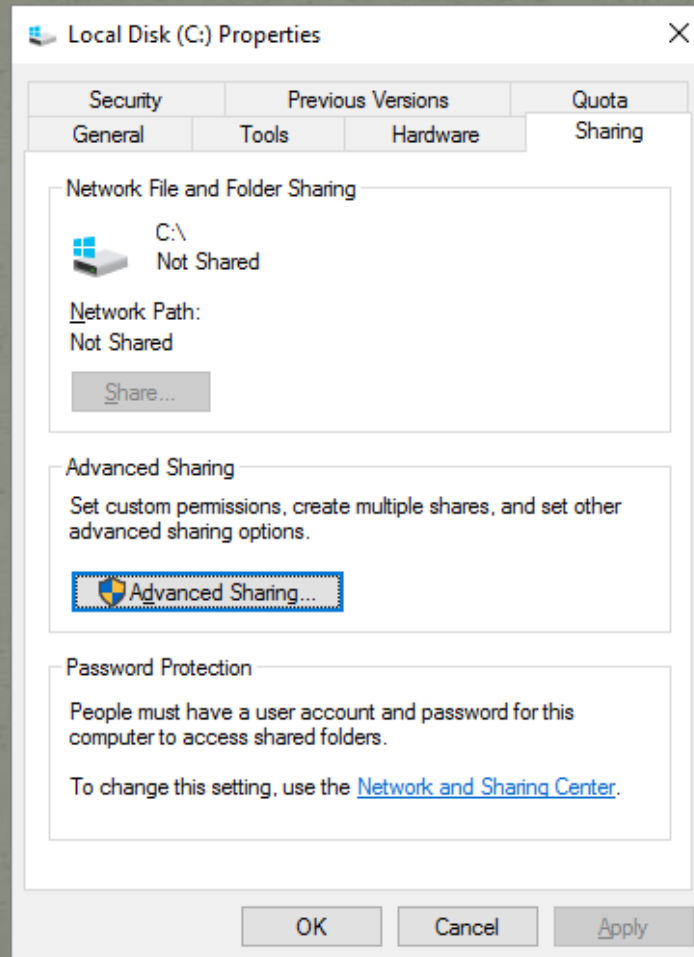 Local Disk (C:) Properties
Security
Previous Versions
Quota
General
Tools
Hardware
Sharing
Network File and Folder Sharing
C:\
Not Shared
Network Path:
Not Shared
Share...
Advanced Sharing
Set custom permissions, create multiple shares, and set other
advanced sharing options.
Advanced Sharing...
Password Protection
People must have a user account and password for this
computer to access shared folders.
To change this setting, use the Network and Sharing Center.
OK
Cancel
Apply